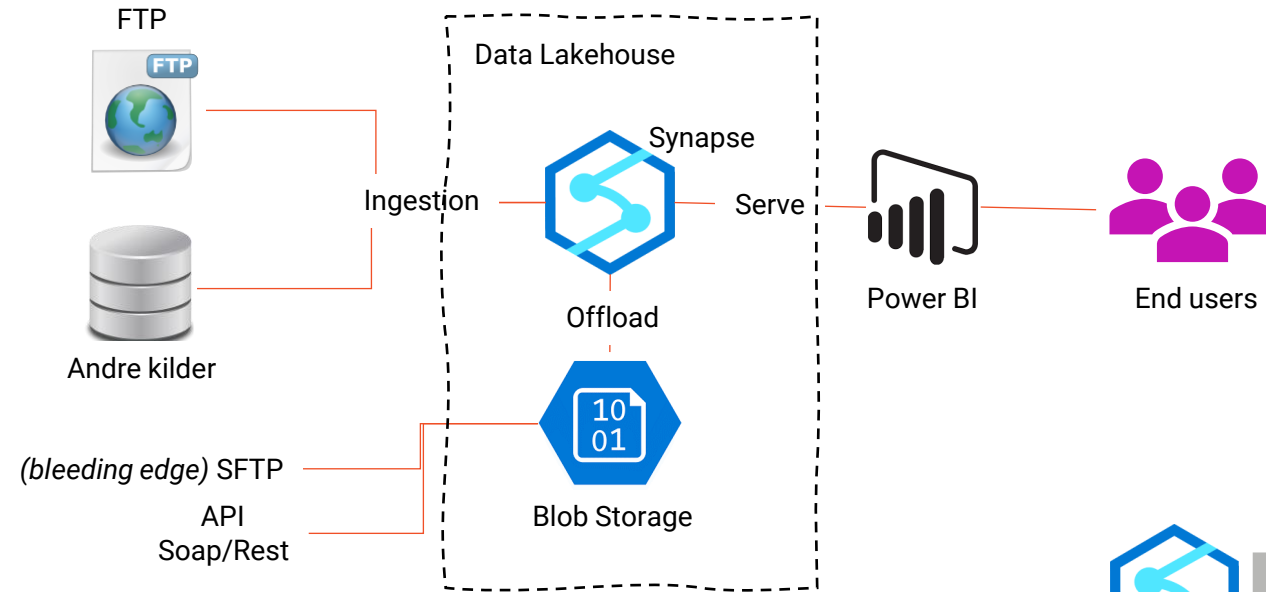 FTP
FTP
Data Lakehouse
Synapse
Ingestion
Serve
Power BI
End users
Offload
Andre kilder
10
01
(bleeding edge) SFTP
API
Soap/Rest
Blob Storage